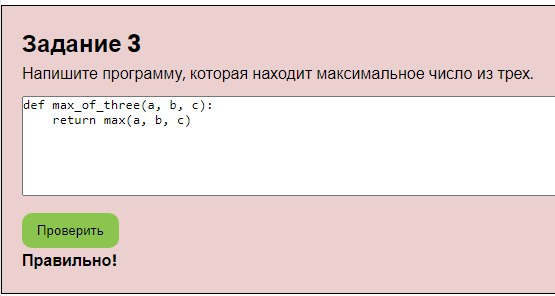 Задание 3
Напишите программу, которая находит максимальное число из трех.
def max_of_three(a, b, c):
    return max(a, b, c)
Проверить
Правильно!